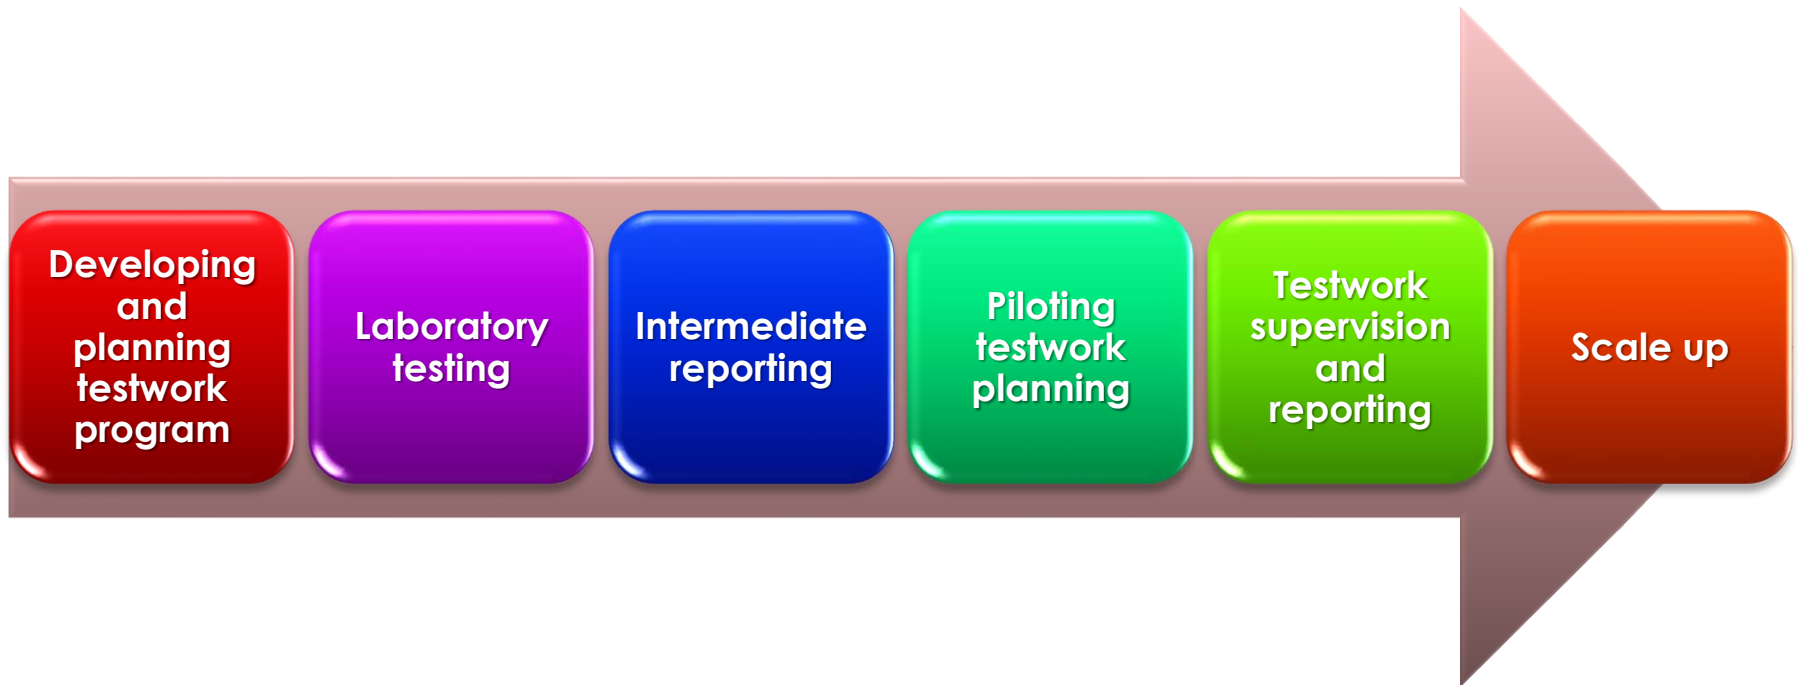 Developing
and
planning
testwork
program
Laboratory
testing
Intermediate
reporting
Piloting
testwork
planning
Testwork
supervision
and
reporting
Scale up